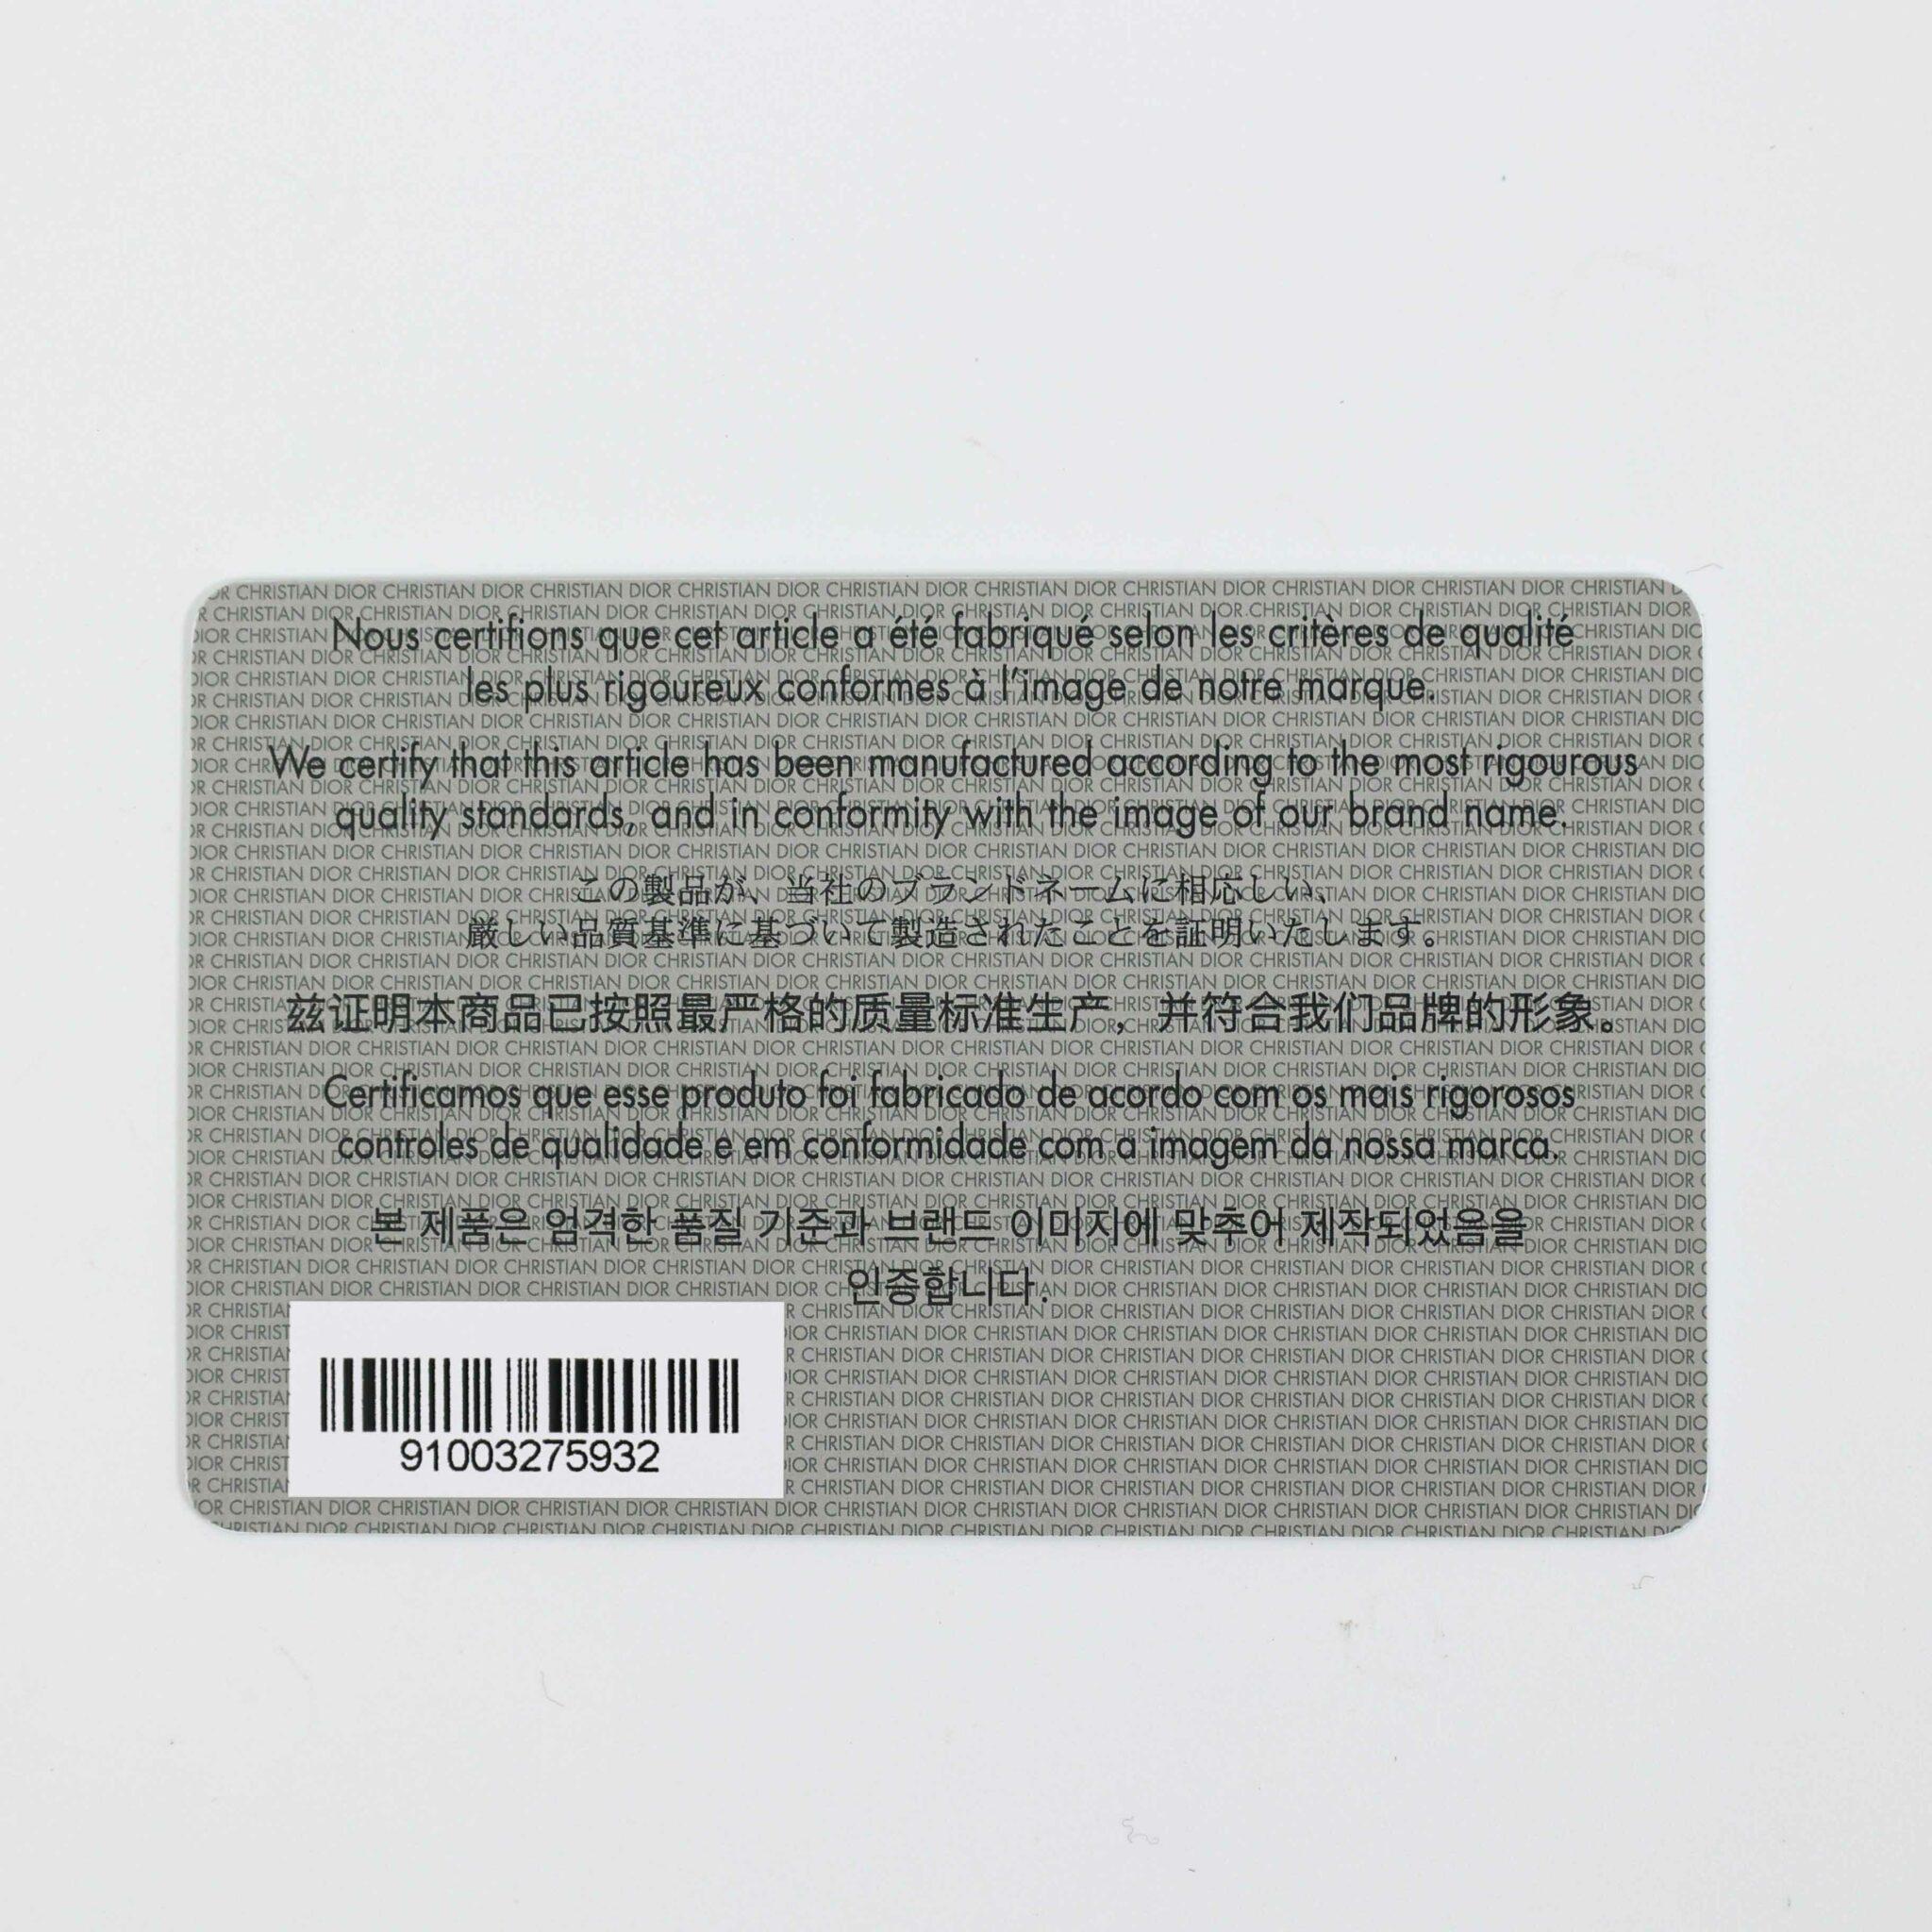 Nous certifions que cet article a été fabriqué selon les critères de qualité
les plus rigoureux conformes à l'image de notre marque.
We certify that this article has been manufactured according to the most rigourous
quality standards, and in conformity with the image of our brand name.
この製品が、当社のブランドネームに相応しい、
厳しい品質基準に基づいて製造されたことを証明いたします。
兹证明本商品已按照最严格的质量标准生产，并符合我们品牌的形象。
Certificamos que esse produto foi fabricado de acordo com os mais rigorosos
controles de qualidade e em conformidade com a imagem da nossa marca.
본 제품은 엄격한 품질 기준과 브랜드 이미지에 맞추어 제작되었음을
인증합니다.
91003275932